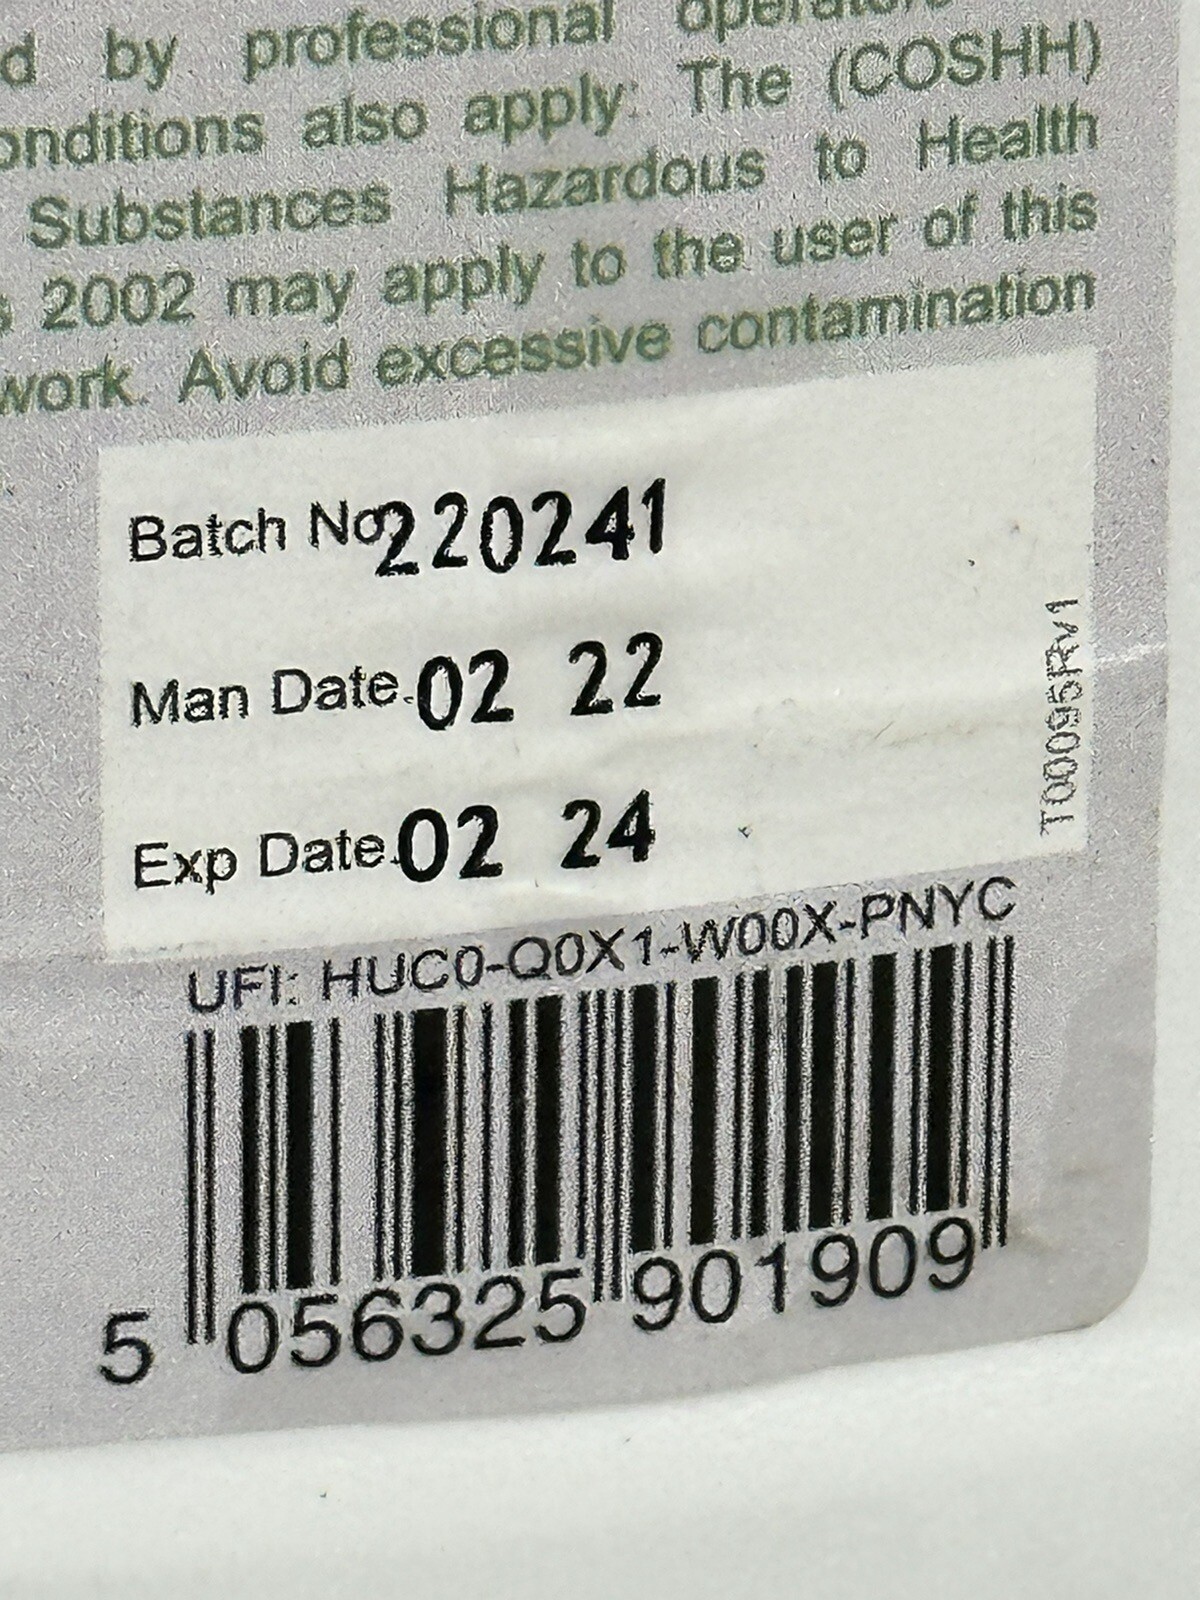 d by professional operators
onditions also apply: The (COSHH)
Substances Hazardous to Health
s 2002 may apply to the user of this
work. Avoid excessive contamination
Batch No 220241
Man Date. 02 22
Exp Date. 02 24
T0095Rv1
UFI: HUC0-Q0X1-W00X-PNYC
5 056325 901909